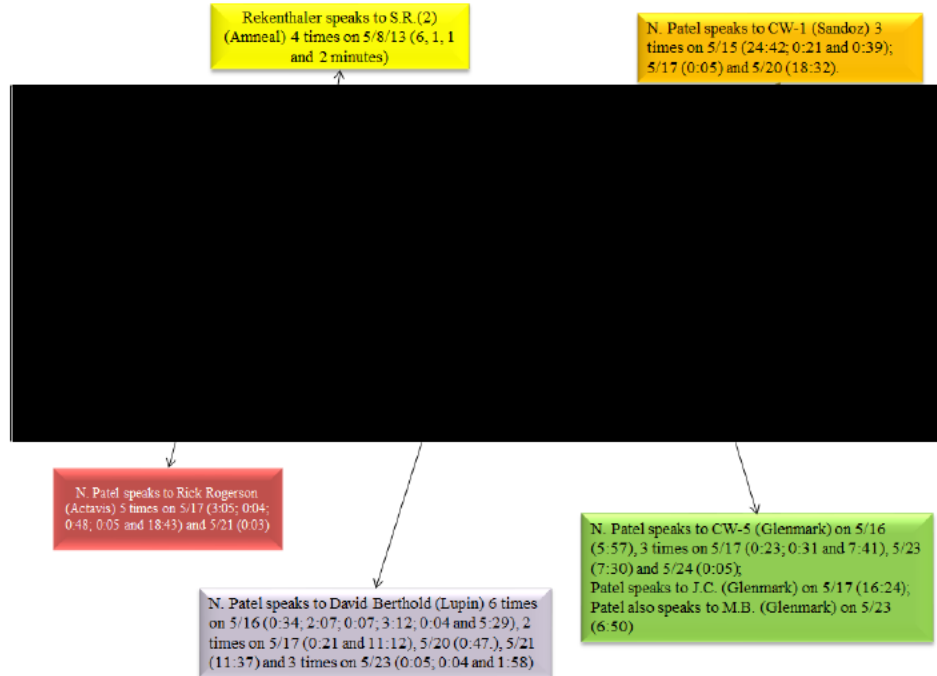 Rekenthaler speaks to S.R.(2)
(Amneal) 4 times on 5/8/13 (6, 1, 1
and 2 minutes)
N. Patel speaks to CW-1 (Sandoz) 3
times on 5/15 (24:42; 0:21 and 0:39);
5/17 (0:05) and 5/20 (18:32).
N. Patel speaks to Rick Rogerson
(Actavis) 5 times on 5/17 (3:05; 0:04;
0:48; 0:05 and 18:43) and 5/21 (0:03)
N. Patel speaks to David Berthold (Lupin) 6 times
on 5/16 (0:34; 2:07; 0:07; 3:12; 0:04 and 5:29), 2
times on 5/17 (0:21 and 11:12), 5/20 (0:47.), 5/21
(11:37) and 3 times on 5/23 (0:05; 0:04 and 1:58)
N. Patel speaks to CW-5 (Glenmark) on 5/16
(5:57), 3 times on 5/17 (0:23; 0:31 and 7:41), 5/23
(7:30) and 5/24 (0:05);
Patel speaks to J.C. (Glenmark) on 5/17 (16:24);
Patel also speaks to M.B. (Glenmark) on 5/23
(6:50)